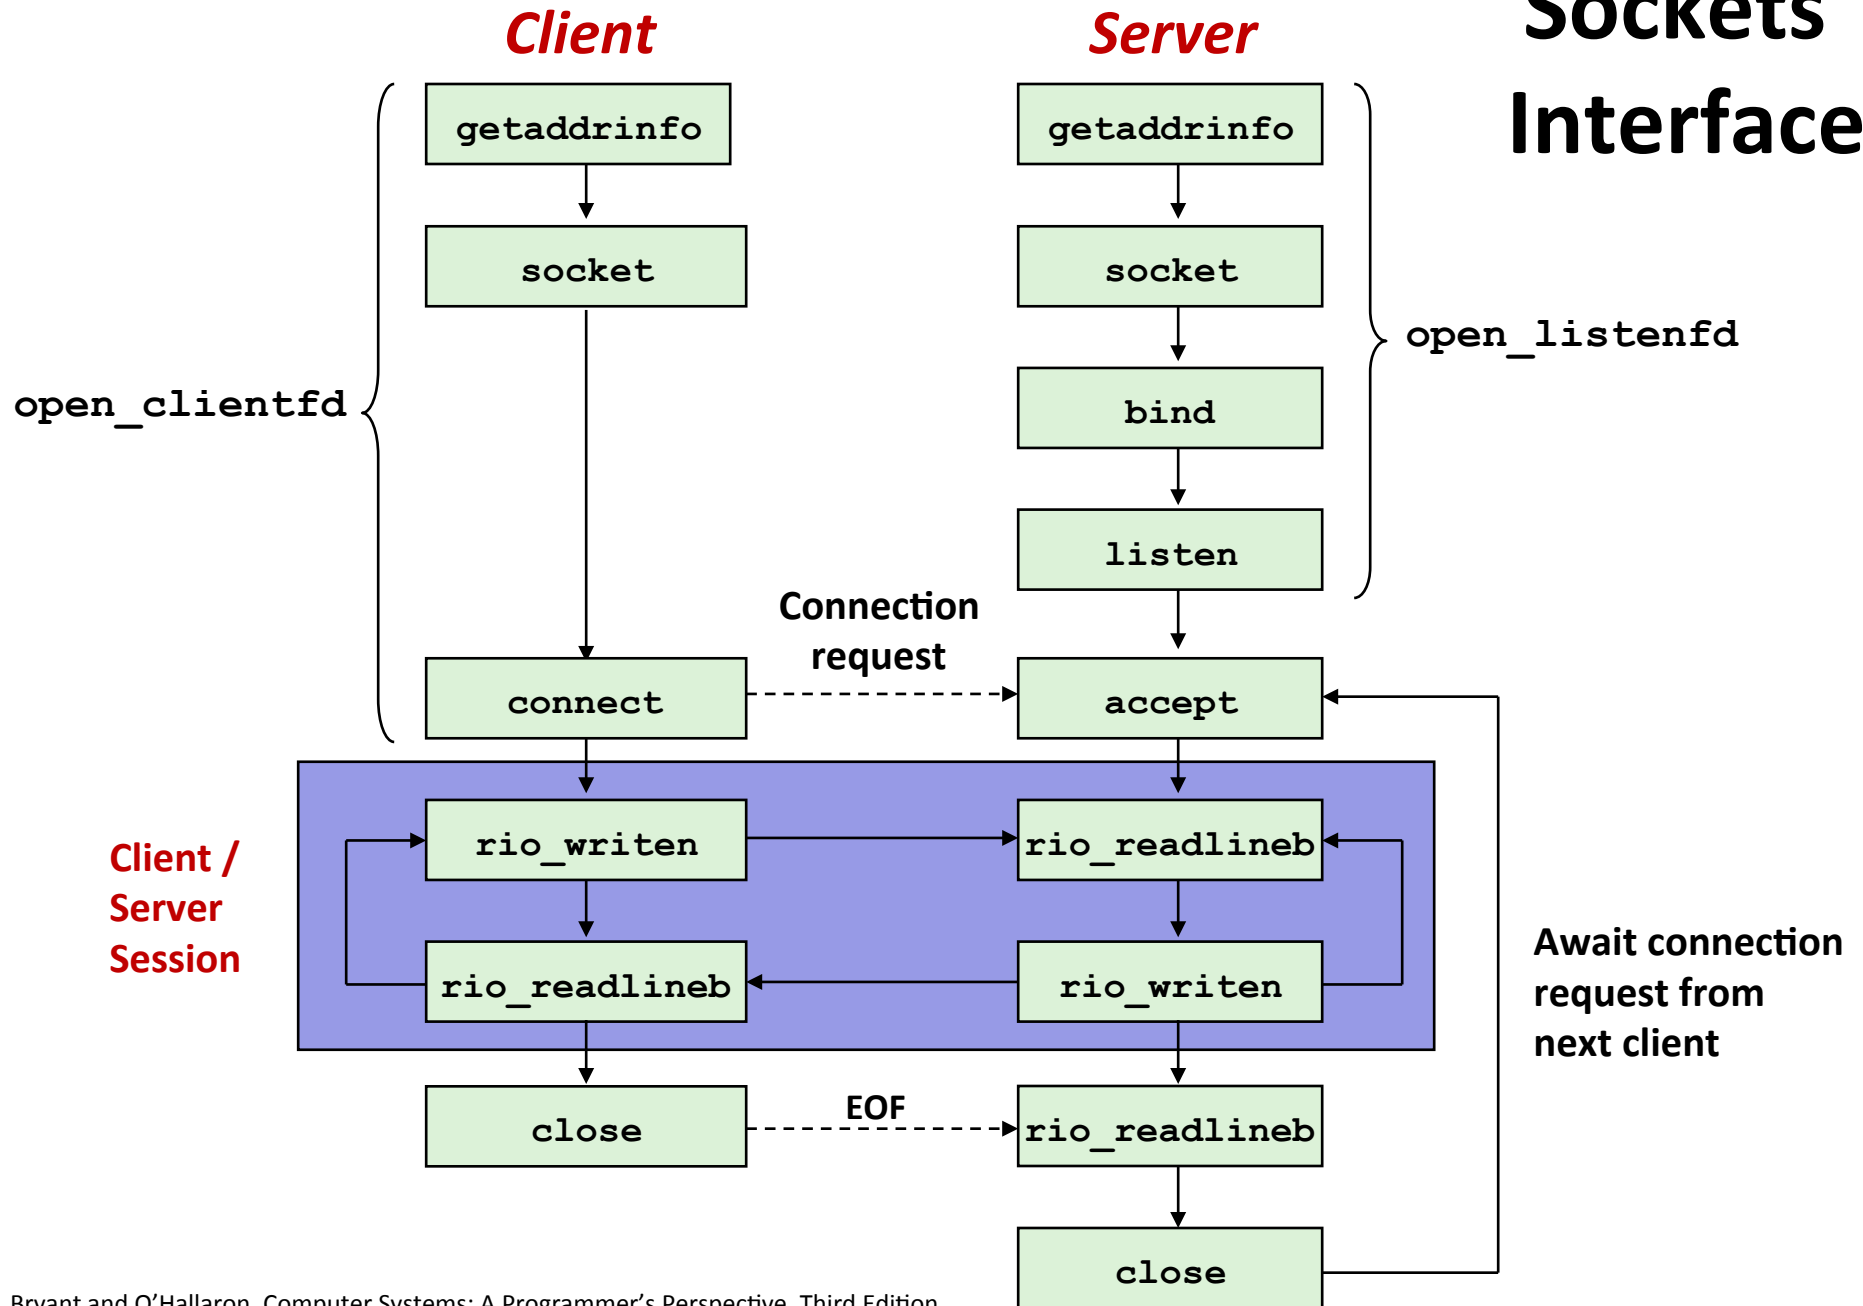 Sockets
Interface
Client
Server
getaddrinfo
getaddrinfo
socket
socket
open_listenfd
open_clientfd
bind
listen
Connection
request
connect
accept
Client /
Server
Session
rio_writen
rio_readlineb
rio_readlineb
rio_writen
Await connection
request from
next client
close
EOF
rio_readlineb
close
Bryant and O'Hallaron, Computer Systems: A Programmer's Perspective, Third Edition